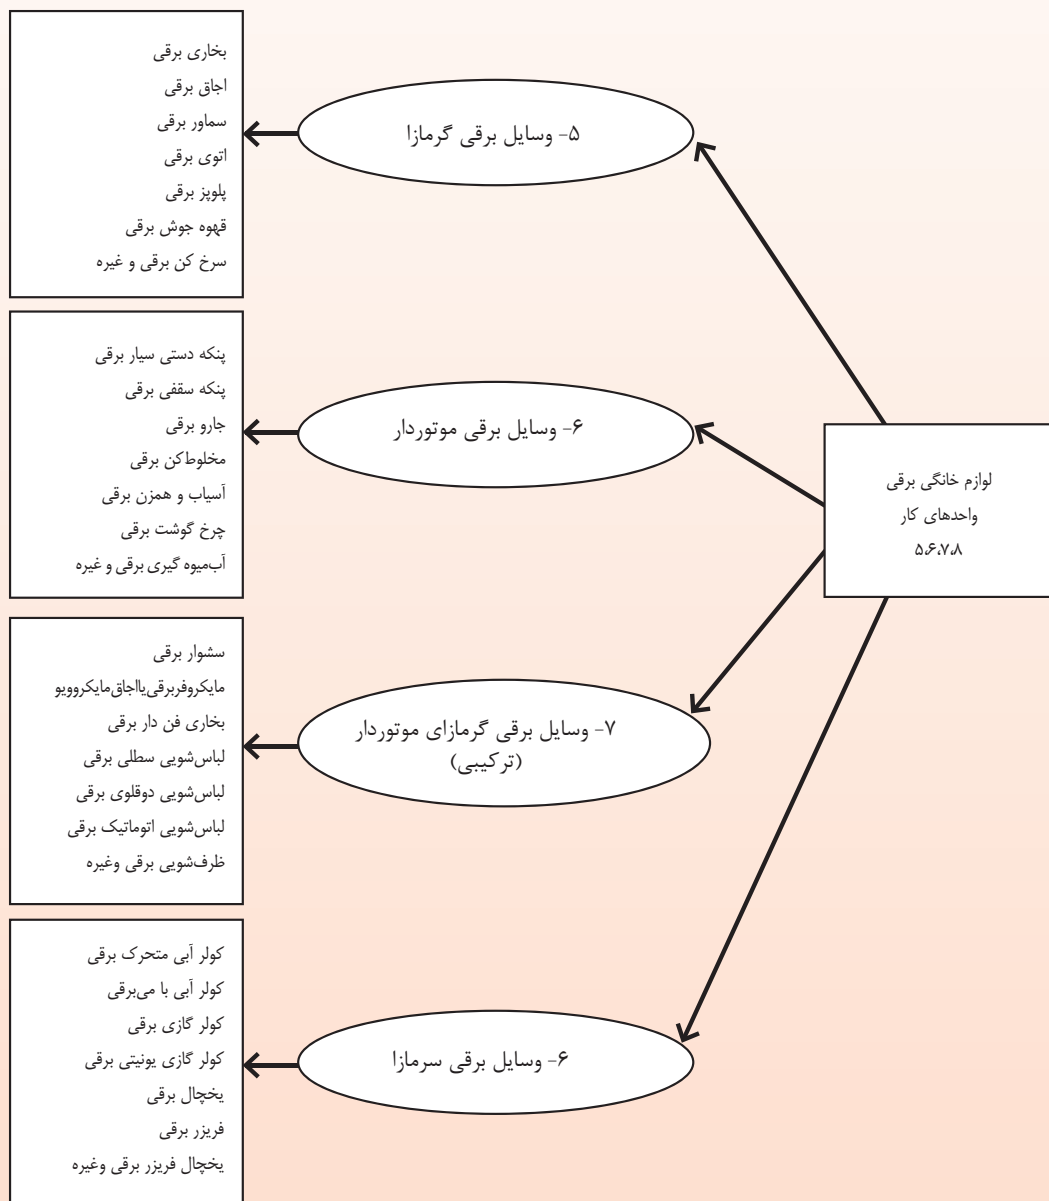 لوازم خانگی برقی
واحدهای کار
۵،۶،۷،۸
۵- وسایل برقی گرمازا
بخاری برقی
اجاق برقی
سماور برقی
اتوی برقی
پلوپز برقی
قهوه جوش برقی
سرخ کن برقی و غیره
۶- وسایل برقی موتوردار
پنکه دستی سیار برقی
پنکه سقفی برقی
جارو برقی
مخلوط‌کن برقی
آسیاب و همزن برقی
چرخ گوشت برقی
آب‌میوه گیری برقی و غیره
۷- وسایل برقی گرمازای موتوردار
(ترکیبی)
سشوار برقی
مایکروفربرقی‌یااجاق‌مایکروویو
بخاری فن دار برقی
لباس‌شویی سطلی برقی
لباس‌شویی دوقلوی برقی
لباس‌شویی اتوماتیک برقی
ظرف‌شویی برقی وغیره
۶- وسایل برقی سرمازا
کولر آبی متحرک برقی
کولر آبی با می‌برقی
کولر گازی برقی
کولر گازی یونیتی برقی
یخچال برقی
فریزر برقی
یخچال فریزر برقی وغیره